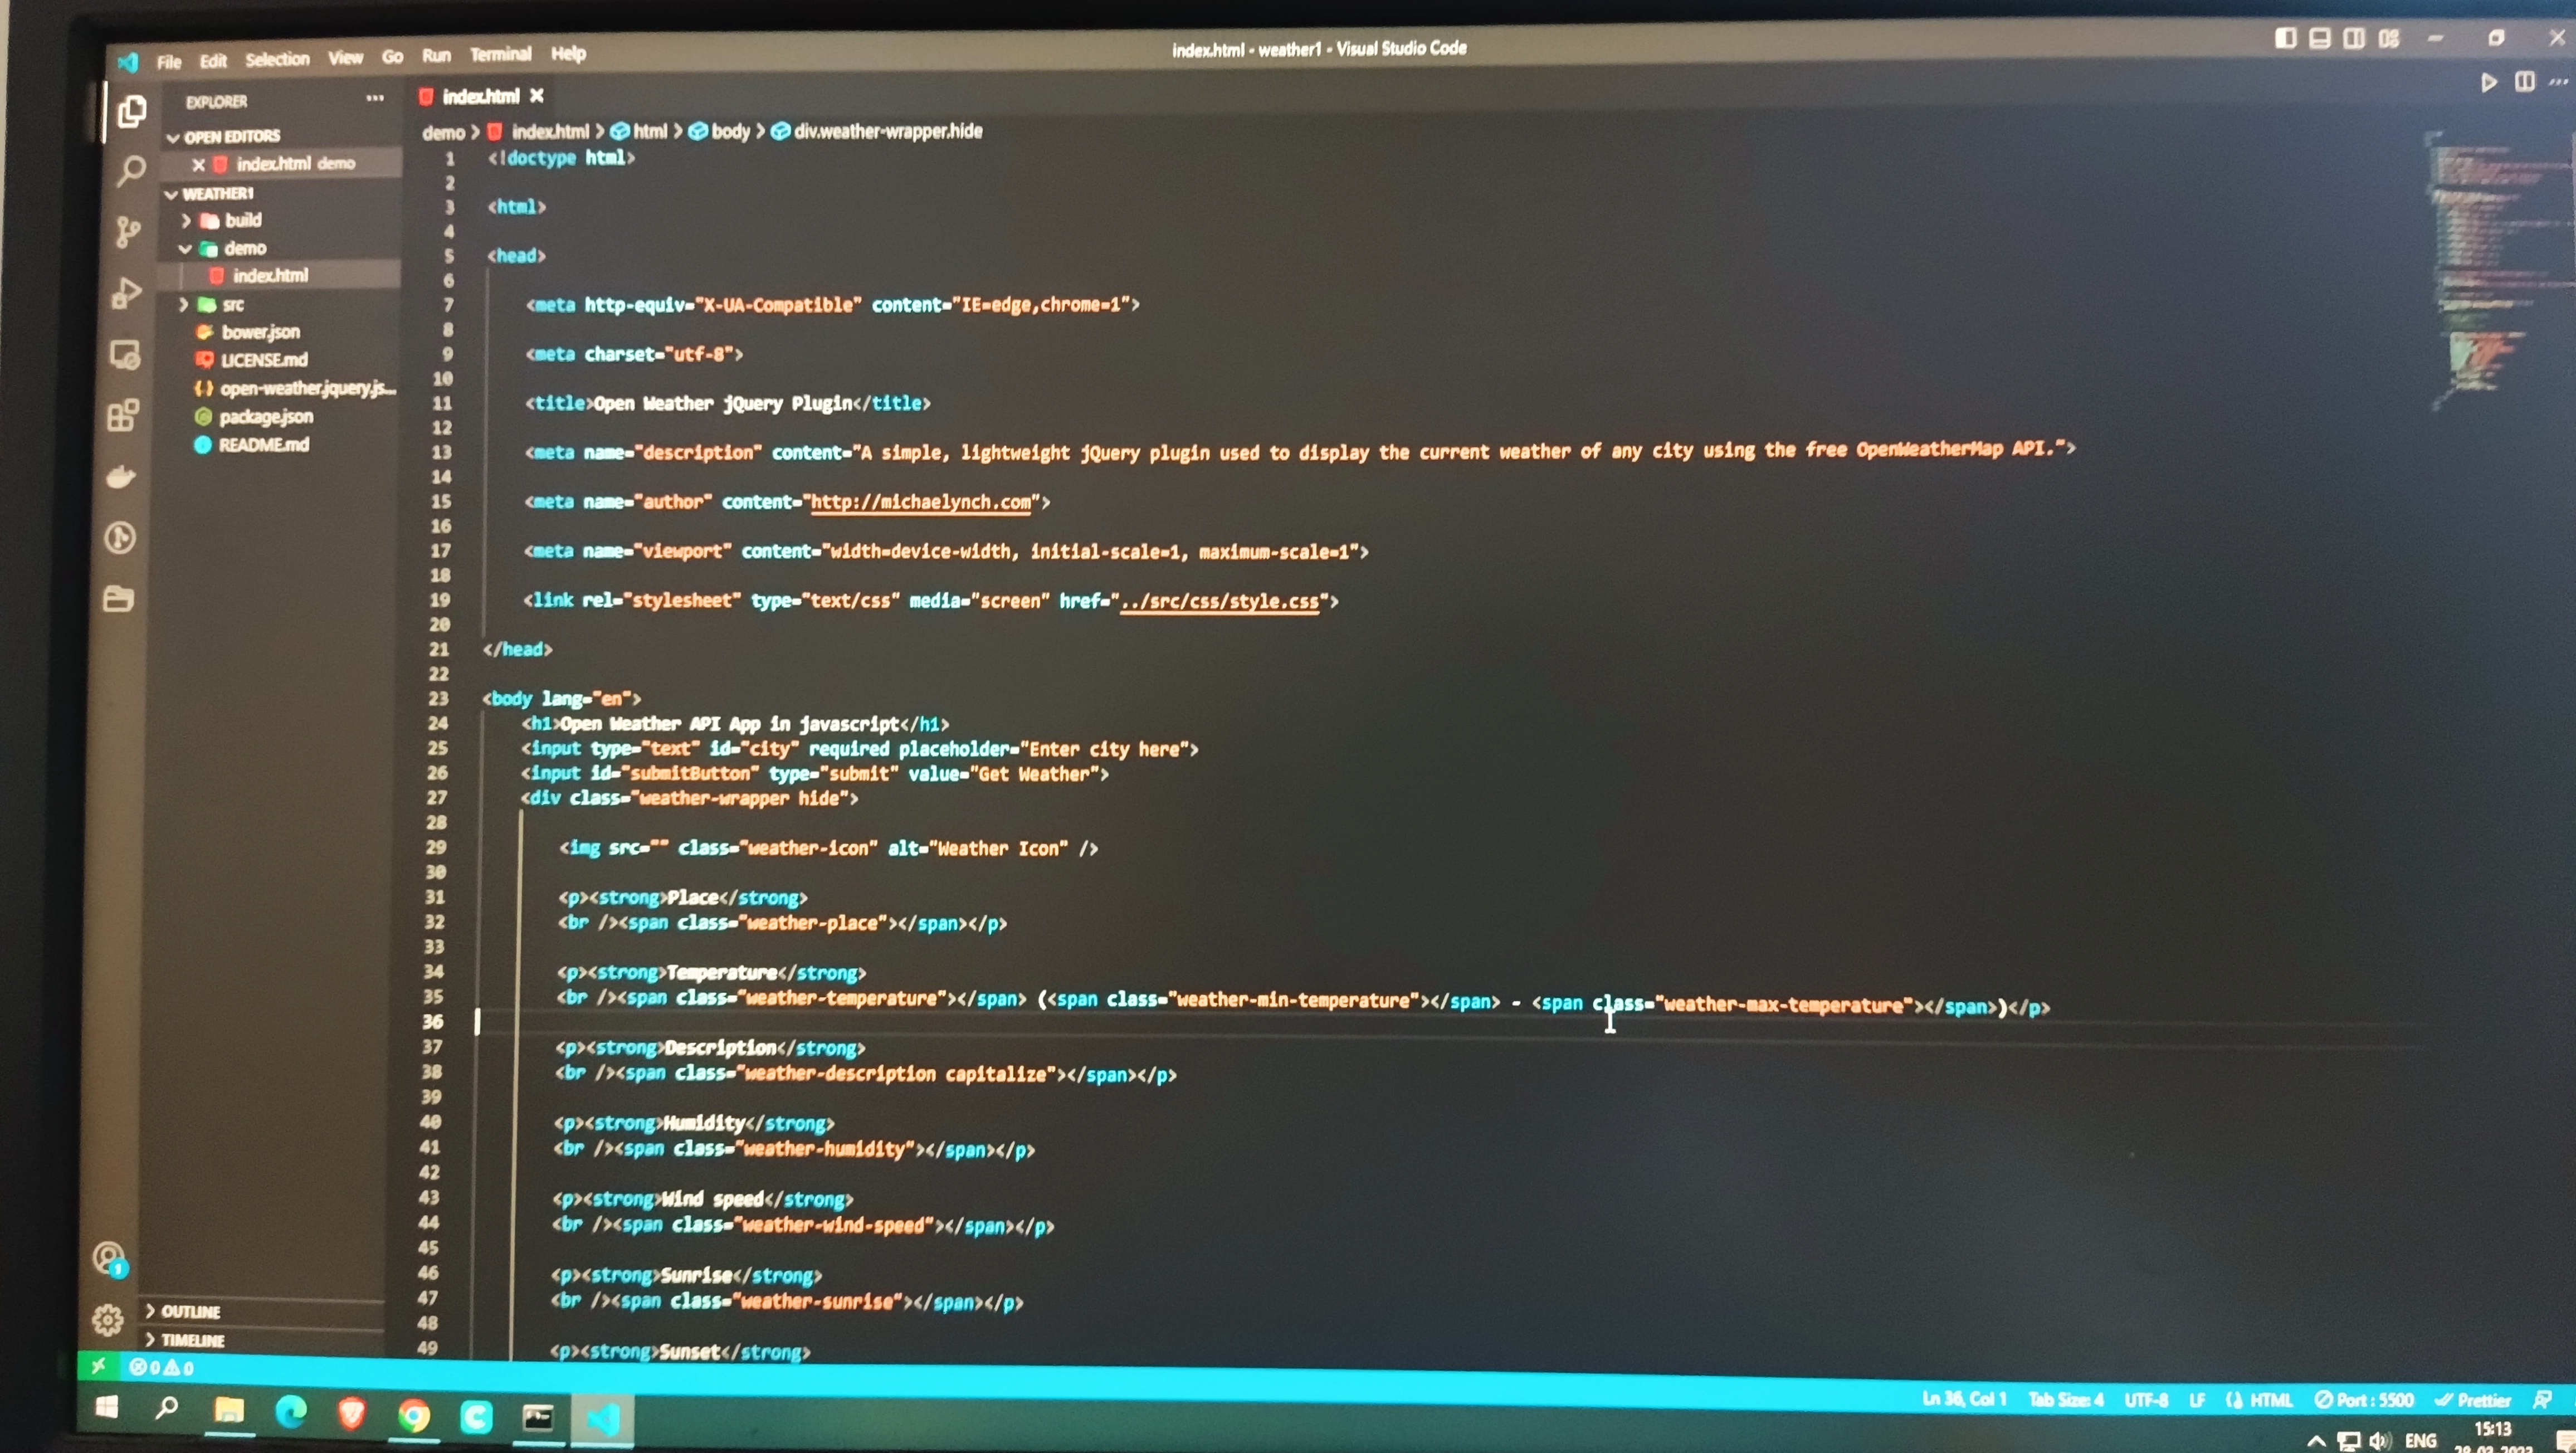 File Edit Selection View Go Run Terminal Help
index.html - weather1 - Visual Studio Code
EXPLORER
OPEN EDITORS
index.html demo
WEATHER1
build
demo
index.html
src
bower.json
LICENSE.md
open-weather.jquery.js...
package.json
README.md
OUTLINE
TIMELINE
index.html
demo > index.html > html > body > div.weather-wrapper.hide
1 <!doctype html>
2
3 <html>
4
5 <head>
6
7 <meta http-equiv="X-UA-Compatible" content="IE=edge,chrome=1">
8
9 <meta charset="utf-8">
10
11 <title>Open Weather jQuery Plugin</title>
12
13 <meta name="description" content="A simple, lightweight jQuery plugin used to display the current weather of any city using the free OpenWeatherMap API.">
14
15 <meta name="author" content="http://michaelynch.com">
16
17 <meta name="viewport" content="width=device-width, initial-scale=1, maximum-scale=1">
18
19 <link rel="stylesheet" type="text/css" media="screen" href="../src/css/style.css">
20
21 </head>
22
23 <body lang="en">
24 <h1>Open Weather API App in javascript</h1>
25 <input type="text" id="city" required placeholder="Enter city here">
26 <input id="submitButton" type="submit" value="Get Weather">
27 <div class="weather-wrapper hide">
28
29 <img src="" class="weather-icon" alt="Weather Icon" />
30
31 <p><strong>Place</strong>
32 <br /><span class="weather-place"></span></p>
33
34 <p><strong>Temperature</strong>
35 <br /><span class="weather-temperature"></span> (<span class="weather-min-temperature"></span> - <span class="weather-max-temperature"></span>)</p>
36
37 <p><strong>Description</strong>
38 <br /><span class="weather-description capitalize"></span></p>
39
40 <p><strong>Humidity</strong>
41 <br /><span class="weather-humidity"></span></p>
42
43 <p><strong>Wind speed</strong>
44 <br /><span class="weather-wind-speed"></span></p>
45
46 <p><strong>Sunrise</strong>
47 <br /><span class="weather-sunrise"></span></p>
48
49 <p><strong>Sunset</strong>
0 0
Ln 36, Col 1 Tab Size: 4 UTF-8 LF HTML Port : 5500 Prettier
ENG
15:13